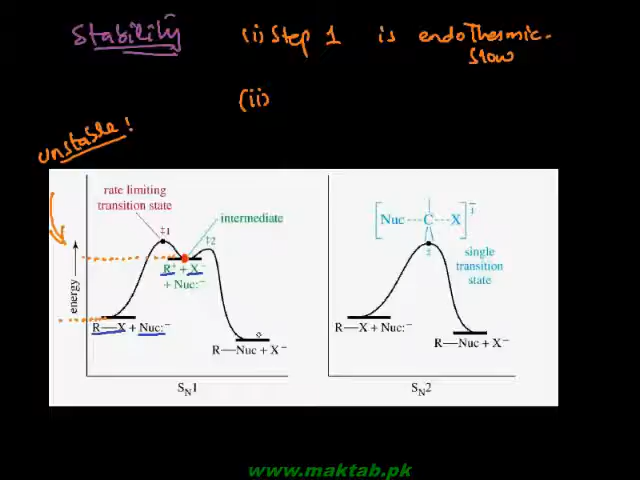 Stability (i) Step 1 is endothermic.
Slow
(ii)
unstable!
rate limiting
transition state
‡1
‡2
intermediate
R⁺ + X⁻
+ Nuc:⁻
R—X + Nuc:⁻
R—Nuc + X⁻
energy
SN1
Nuc---C---X ‡
‡
single
transition
state
R—X + Nuc:⁻
R—Nuc + X⁻
SN2
www.maktab.pk